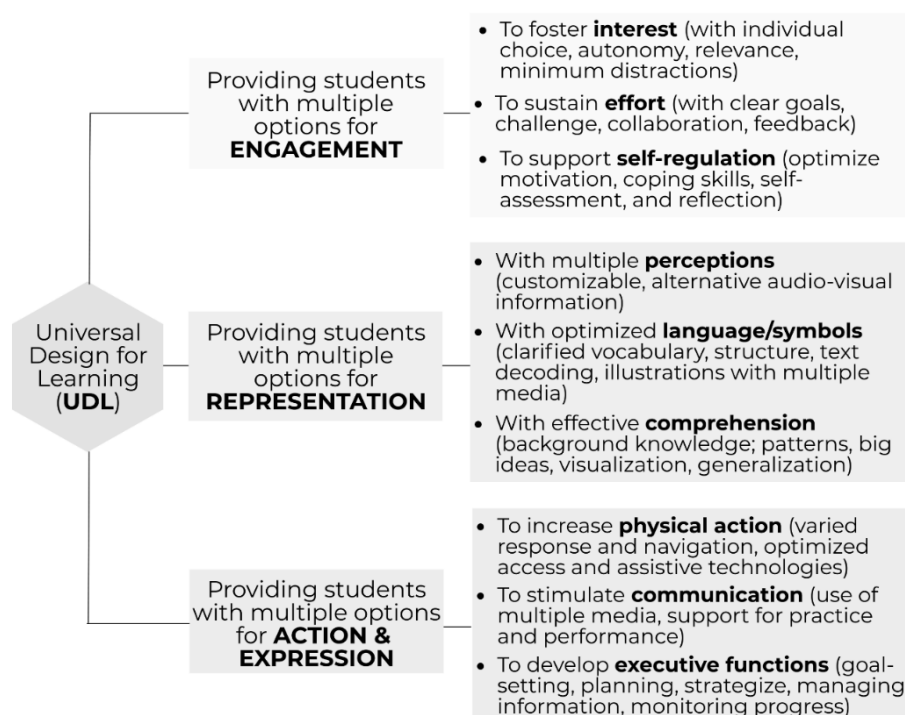 Universal
Design for
Learning
(UDL)
Providing students
with multiple
options for
ENGAGEMENT
• To foster interest (with individual
choice, autonomy, relevance,
minimum distractions)
• To sustain effort (with clear goals,
challenge, collaboration, feedback)
• To support self-regulation (optimize
motivation, coping skills, self-
assessment, and reflection)
Providing students
with multiple
options for
REPRESENTATION
• With multiple perceptions
(customizable, alternative audio-visual
information)
• With optimized language/symbols
(clarified vocabulary, structure, text
decoding, illustrations with multiple
media)
• With effective comprehension
(background knowledge; patterns, big
ideas, visualization, generalization)
Providing students
with multiple options
for ACTION &
EXPRESSION
• To increase physical action (varied
response and navigation, optimized
access and assistive technologies)
• To stimulate communication (use of
multiple media, support for practice
and performance)
• To develop executive functions (goal-
setting, planning, strategize, managing
information, monitoring progress)